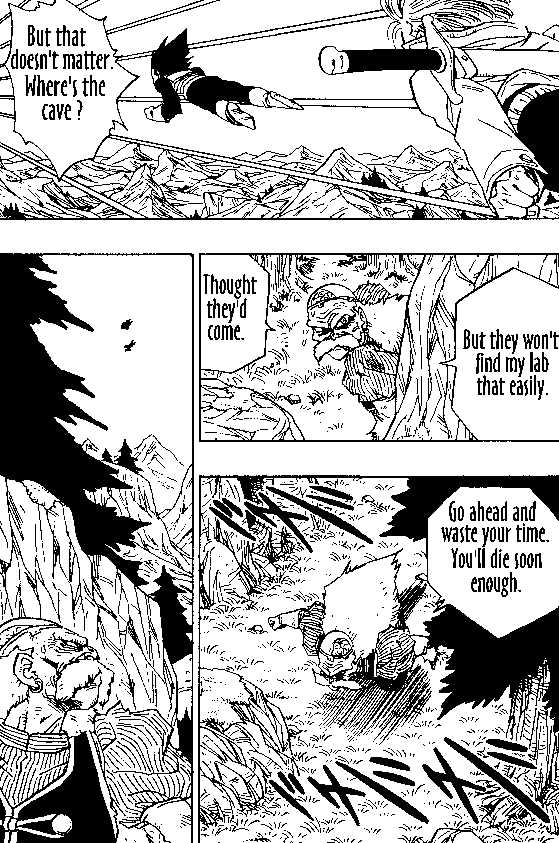 But that
doesn't matter.
Where's the
cave ?
Thought
they'd
come.
But they won't
find my lab
that easily.
Go ahead and
waste your time.
You'll die soon
enough.